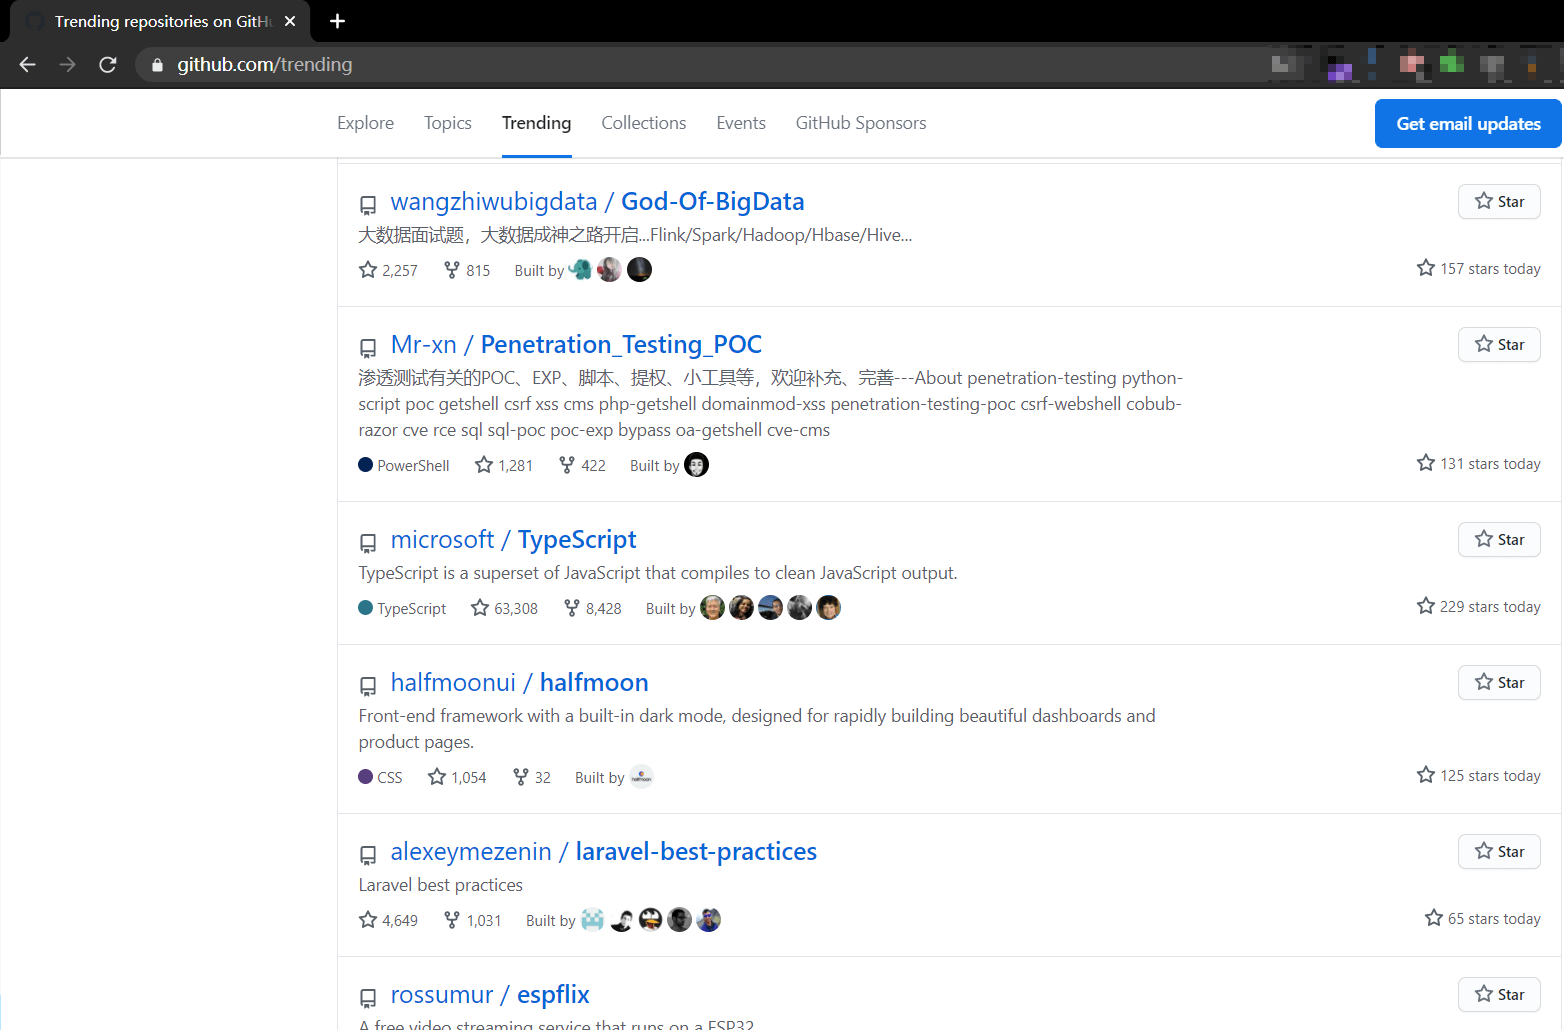 Trending repositories on GitHu
github.com/trending
Explore Topics Trending Collections Events GitHub Sponsors Get email updates
wangzhiwubigdata / God-Of-BigData Star
大数据面试题，大数据成神之路开启...Flink/Spark/Hadoop/Hbase/Hive...
2,257 815 Built by 157 stars today
Mr-xn / Penetration_Testing_POC Star
渗透测试有关的POC、EXP、脚本、提权、小工具等，欢迎补充、完善---About penetration-testing python-
script poc getshell csrf xss cms php-getshell domainmod-xss penetration-testing-poc csrf-webshell cobub-
razor cve rce sql sql-poc poc-exp bypass oa-getshell cve-cms
PowerShell 1,281 422 Built by 131 stars today
microsoft / TypeScript Star
TypeScript is a superset of JavaScript that compiles to clean JavaScript output.
TypeScript 63,308 8,428 Built by 229 stars today
halfmoonui / halfmoon Star
Front-end framework with a built-in dark mode, designed for rapidly building beautiful dashboards and
product pages.
CSS 1,054 32 Built by halfmoon 125 stars today
alexeymezenin / laravel-best-practices Star
Laravel best practices
4,649 1,031 Built by 65 stars today
rossumur / espflix Star
A free video streaming service that runs on a ESP32